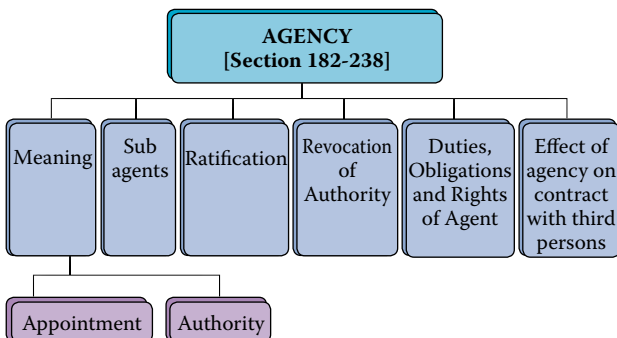 AGENCY
[Section 182-238]
Meaning
Sub
agents
Ratification
Revocation
of
Authority
Duties,
Obligations
and Rights
of Agent
Effect of
agency on
contract
with third
persons
Appointment
Authority